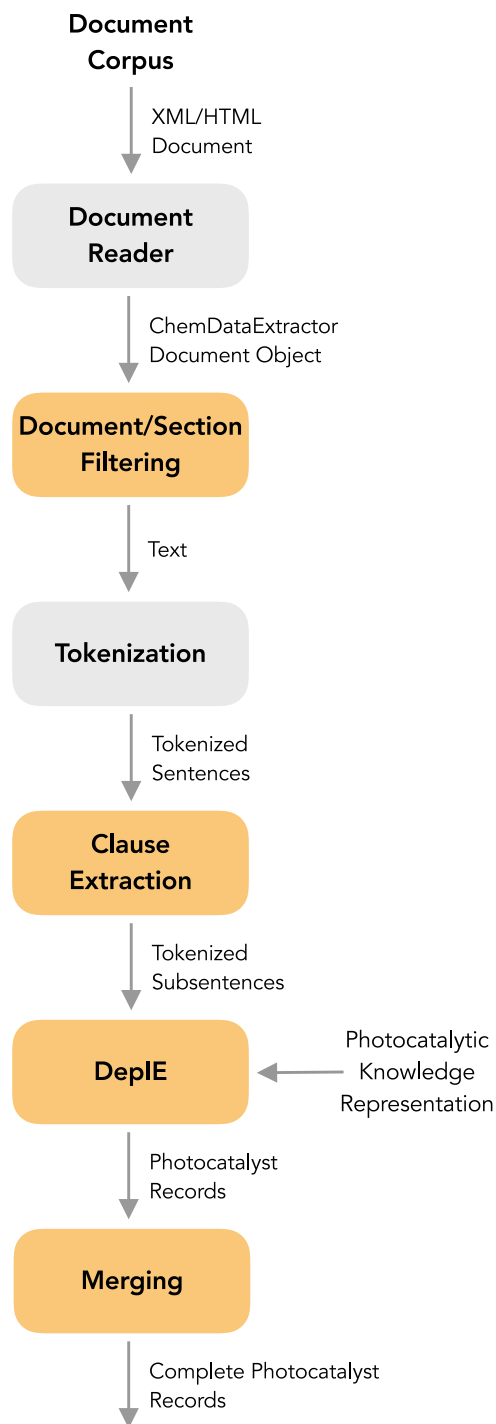 Document
Corpus
XML/HTML
Document
Document
Reader
ChemDataExtractor
Document Object
Document/Section
Filtering
Text
Tokenization
Tokenized
Sentences
Clause
Extraction
Tokenized
Subsentences
DepIE
Photocatalytic
Knowledge
Representation
Photocatalyst
Records
Merging
Complete Photocatalyst
Records